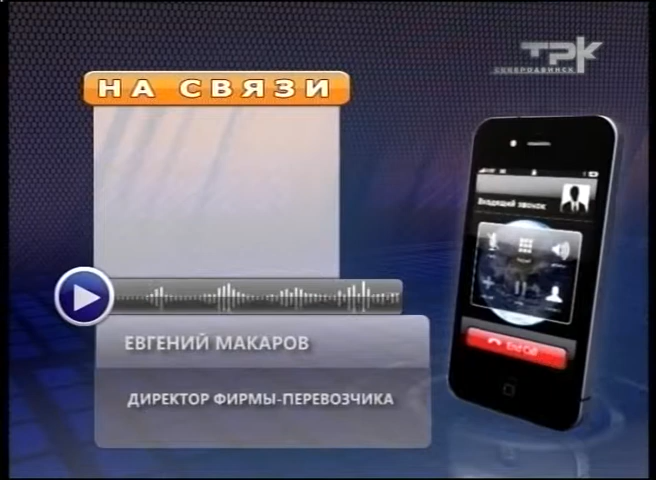 ТРК
СЕВЕРОДВИНСК
НА СВЯЗИ
Входящий звонок
End Call
ЕВГЕНИЙ МАКАРОВ
ДИРЕКТОР ФИРМЫ-ПЕРЕВОЗЧИКА